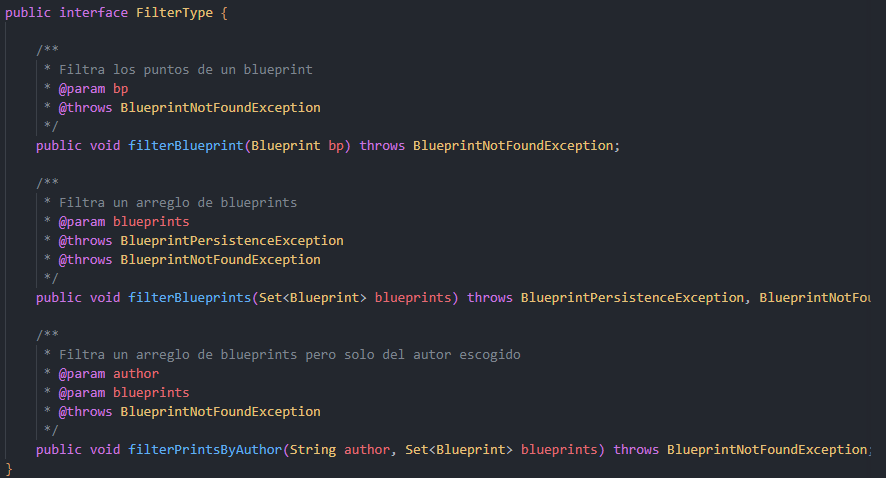 public interface FilterType {
/**
* Filtra los puntos de un blueprint
* @param bp
* @throws BlueprintNotFoundException
*/
public void filterBlueprint(Blueprint bp) throws BlueprintNotFoundException;
/**
* Filtra un arreglo de blueprints
* @param blueprints
* @throws BlueprintPersistenceException
* @throws BlueprintNotFoundException
*/
public void filterBlueprints(Set<Blueprint> blueprints) throws BlueprintPersistenceException, BlueprintNotFou
/**
* Filtra un arreglo de blueprints pero solo del autor escogido
* @param author
* @param blueprints
* @throws BlueprintNotFoundException
*/
public void filterPrintsByAuthor(String author, Set<Blueprint> blueprints) throws BlueprintNotFoundException;
}